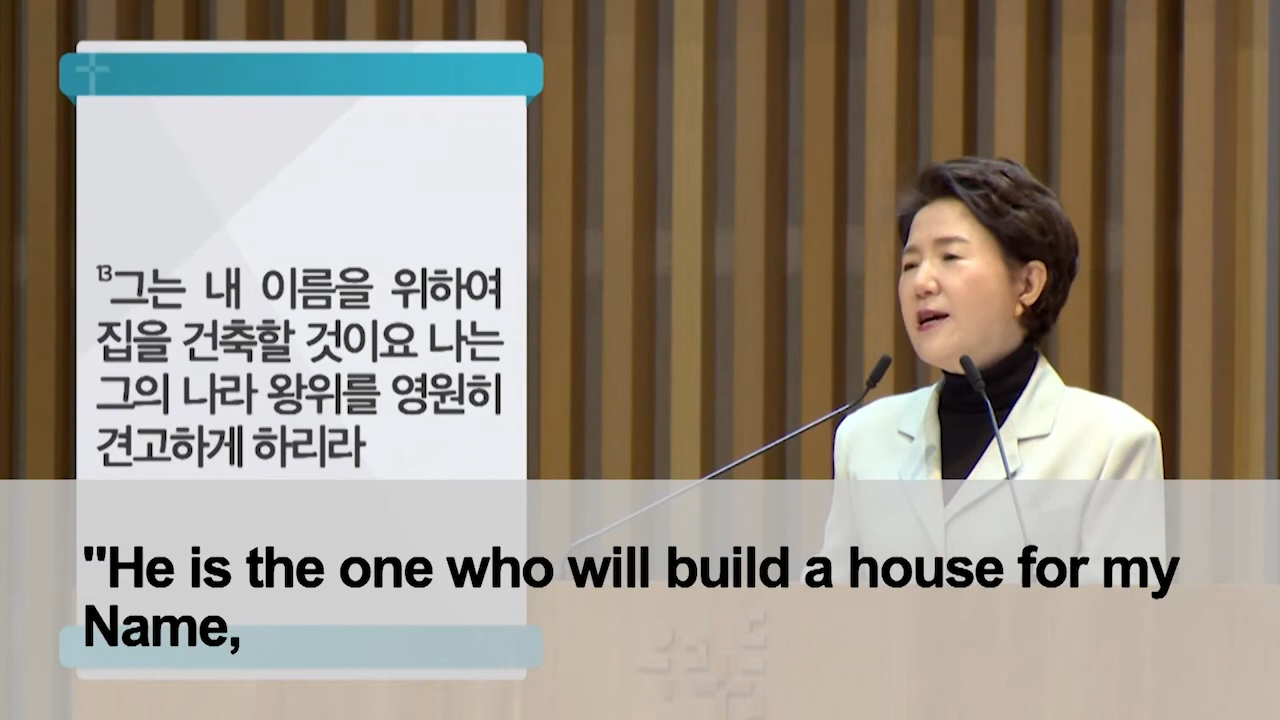 ¹³그는 내 이름을 위하여
집을 건축할 것이요 나는
그의 나라 왕위를 영원히
견고하게 하리라
"He is the one who will build a house for my
Name,